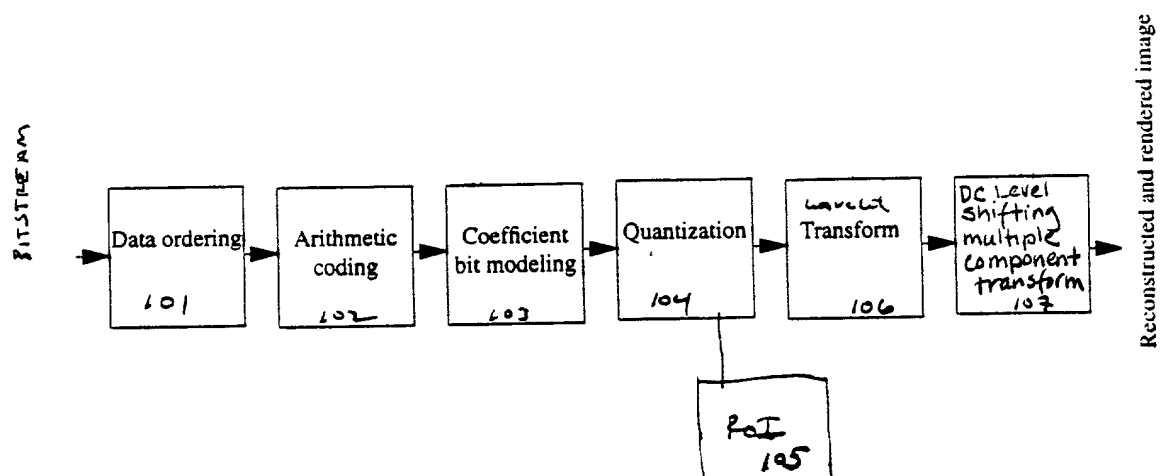 BITSTREAM
Data ordering
101
Arithmetic
coding
102
Coefficient
bit modeling
103
Quantization
104
wavelet
Transform
106
DC Level
shifting
multiple
component
transform
107
Reconstructed and rendered image
RoI
105